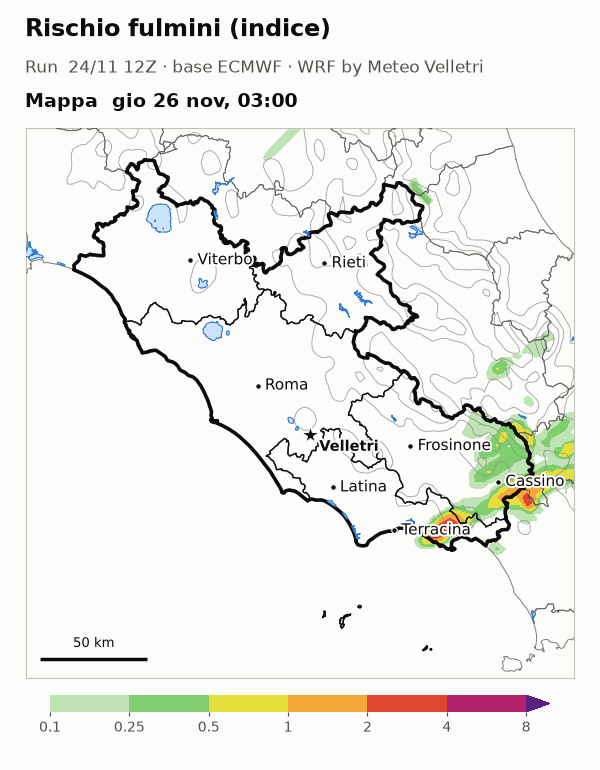 Rischio fulmini (indice)
Run  24/11 12Z · base ECMWF · WRF by Meteo Velletri
Mappa  gio 26 nov, 03:00
Viterbo
Rieti
Roma
Velletri
Frosinone
Latina
Cassino
Terracina
50 km
0.1 0.25 0.5 1 2 4 8